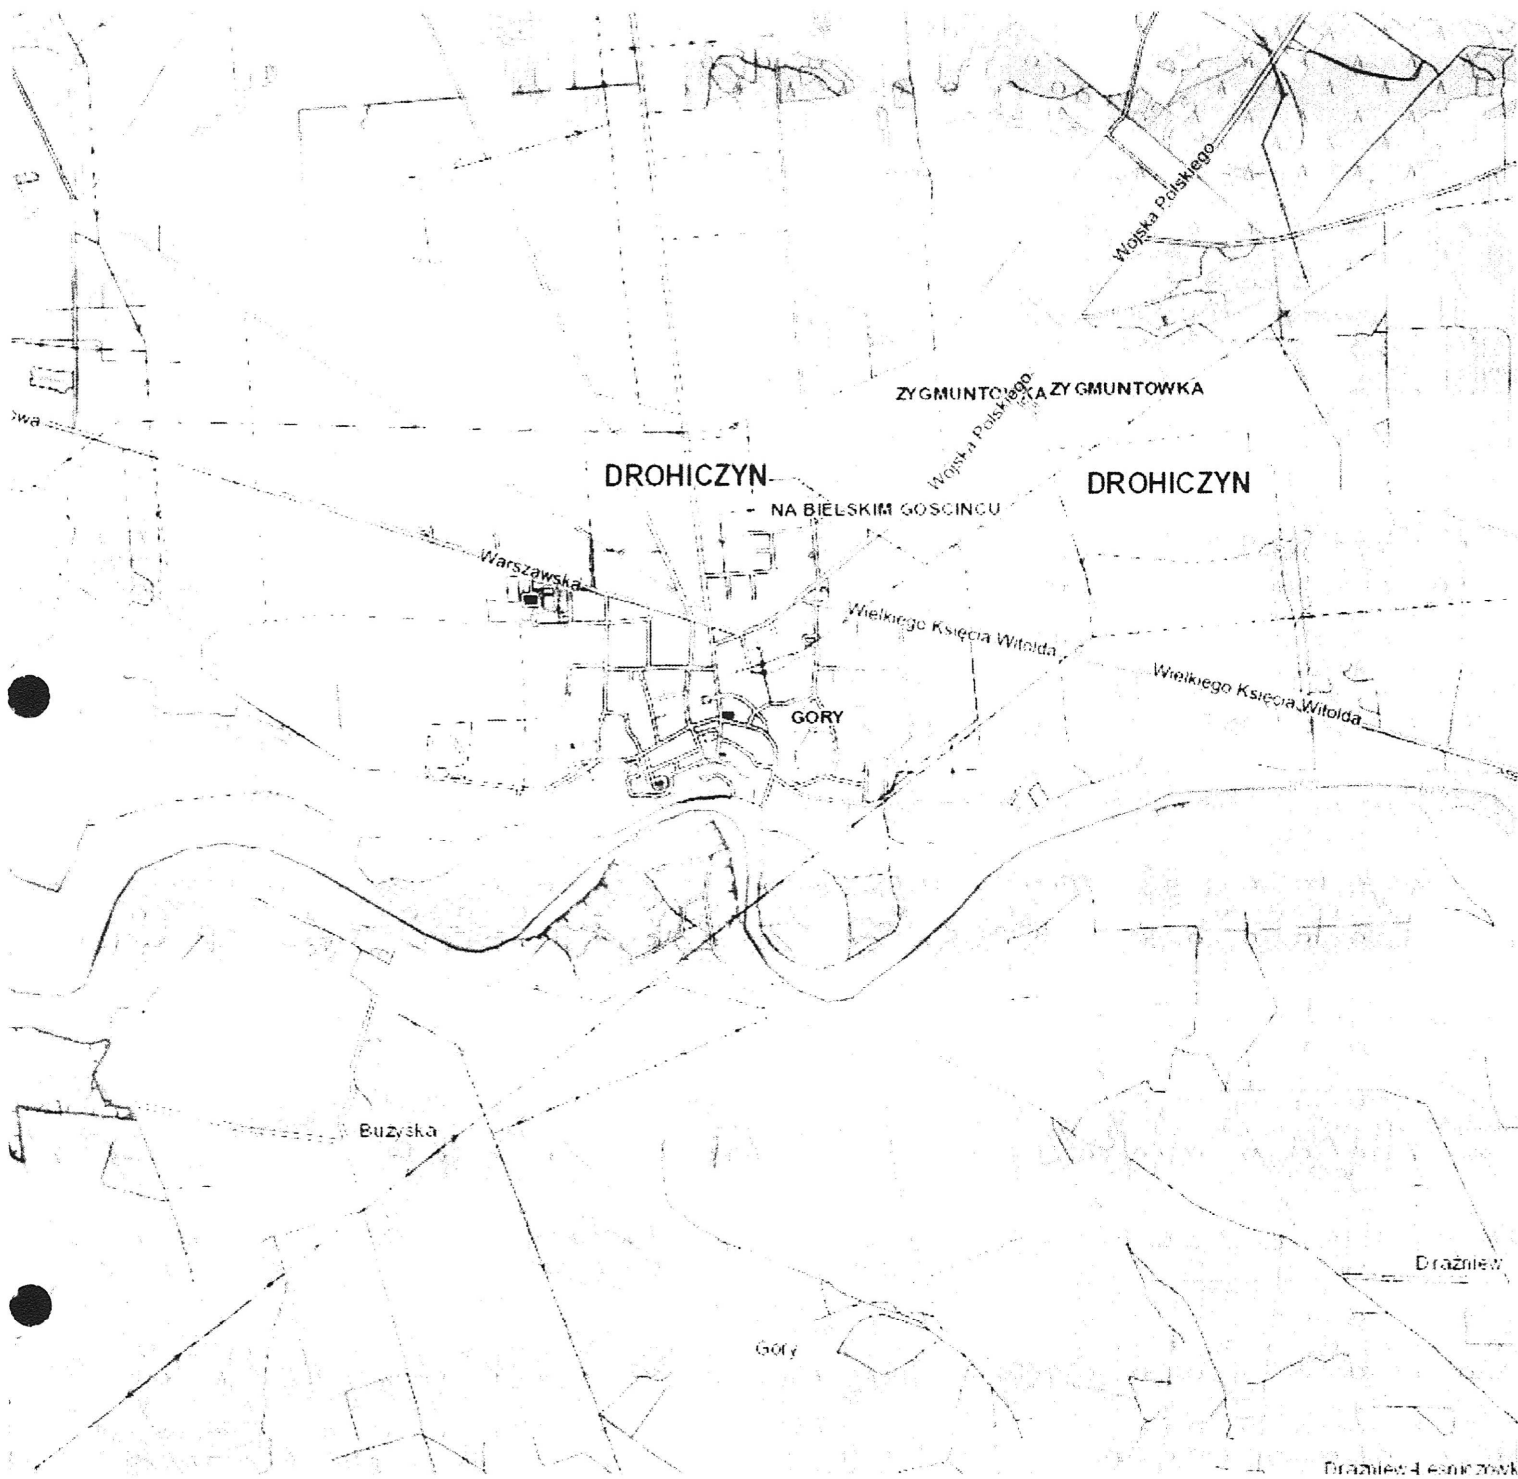 Wojska Polskiego
ZYGMUNTOWKA
ZYGMUNTOWKA
Wojska Polskiego
DROHICZYN
DROHICZYN
NA BIELSKIM GOSCINCU
Warszawska
Wielkiego Księcia Witolda
Wielkiego Księcia Witolda
GORY
Bużyska
Drażniew
Góry